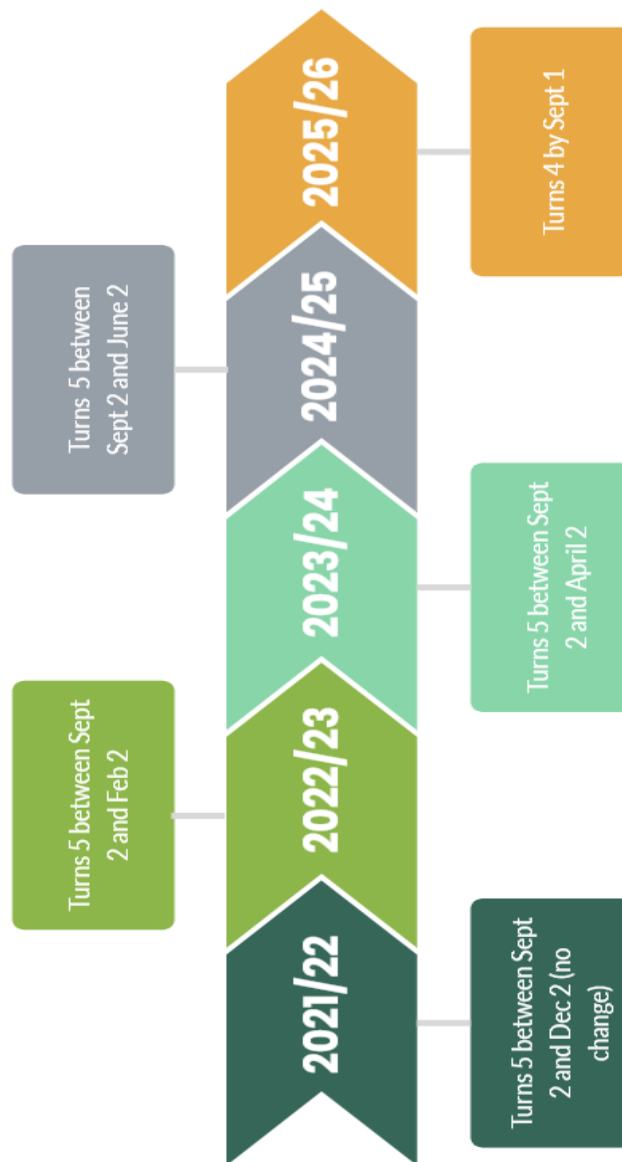 2021/22
Turns 5 between Sept
2 and Dec 2 (no
change)
2022/23
Turns 5 between Sept
2 and Feb 2
2023/24
Turns 5 between Sept
2 and April 2
2024/25
Turns 5 between
Sept 2 and June 2
2025/26
Turns 4 by Sept 1